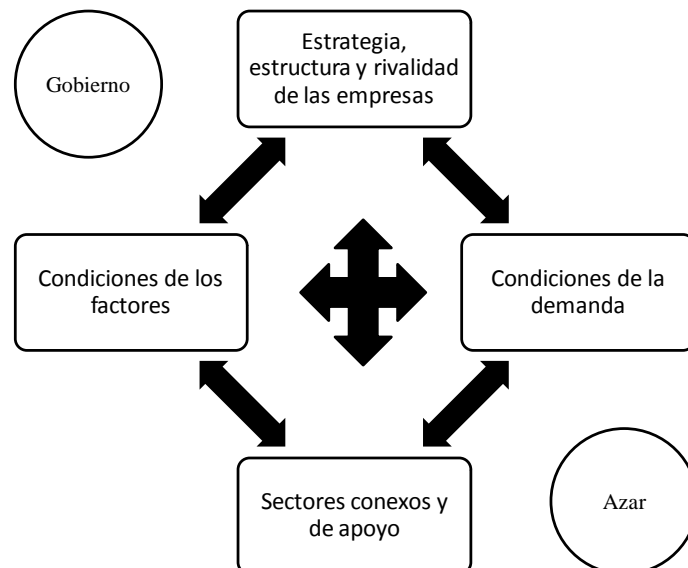 Gobierno
Estrategia,
estructura y rivalidad
de las empresas
Condiciones de los
factores
Condiciones de la
demanda
Sectores conexos y
de apoyo
Azar